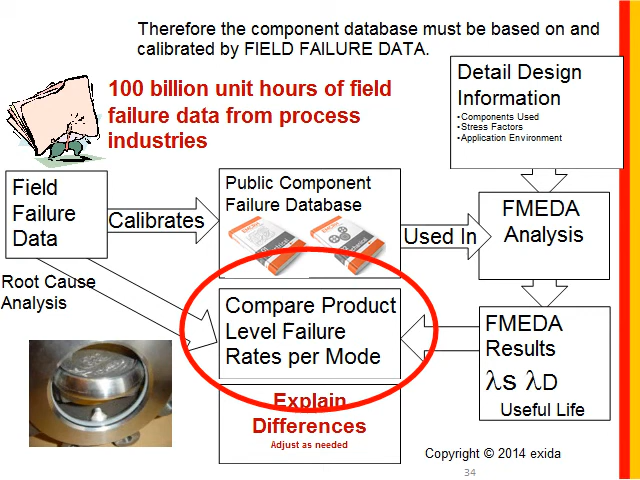 Therefore the component database must be based on and
calibrated by FIELD FAILURE DATA.
100 billion unit hours of field
failure data from process
industries
Detail Design
Information
•Components Used
•Stress Factors
•Application Environment
Field
Failure
Data
Calibrates
Public Component
Failure Database
Used In
FMEDA
Analysis
Root Cause
Analysis
Compare Product
Level Failure
Rates per Mode
FMEDA
Results
λs λD
Useful Life
Explain
Differences
Adjust as needed
Copyright © 2014 exida
34